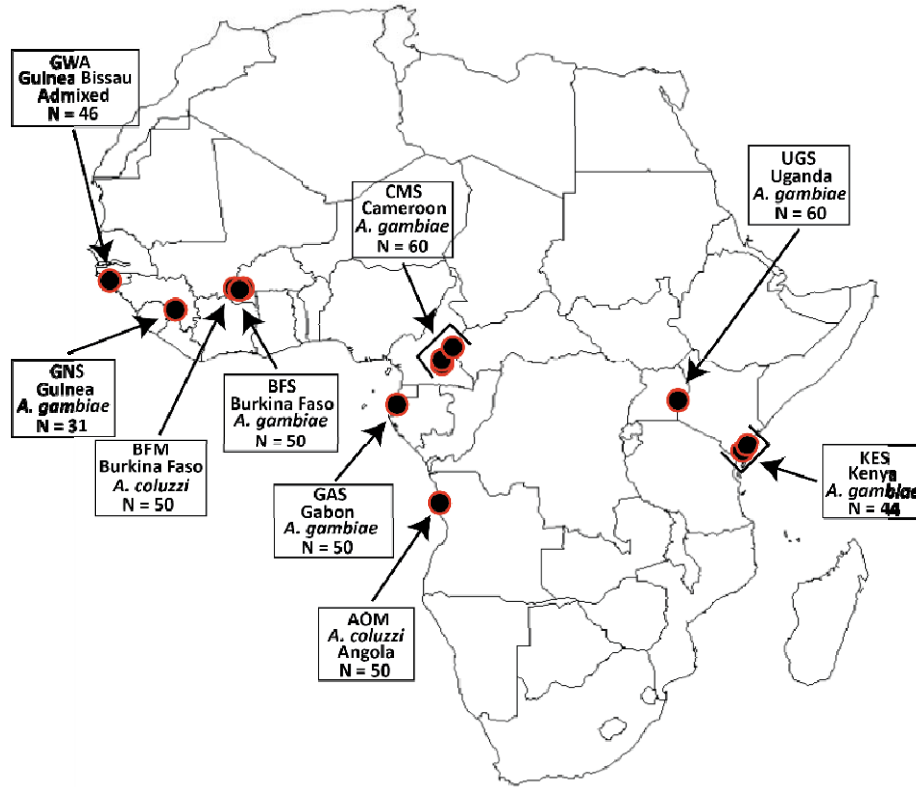 GWA
Guinea Bissau
Admixed
N = 46
CMS
Cameroon
A. gambiae
N = 60
UGS
Uganda
A. gambiae
N = 60
GNS
Guinea
A. gambiae
N = 31
BFM
Burkina Faso
A. coluzzi
N = 50
BFS
Burkina Faso
A. gambiae
N = 50
GAS
Gabon
A. gambiae
N = 50
AOM
A. coluzzi
Angola
N = 50
KES
Kenya
A. gambiae
N = 44